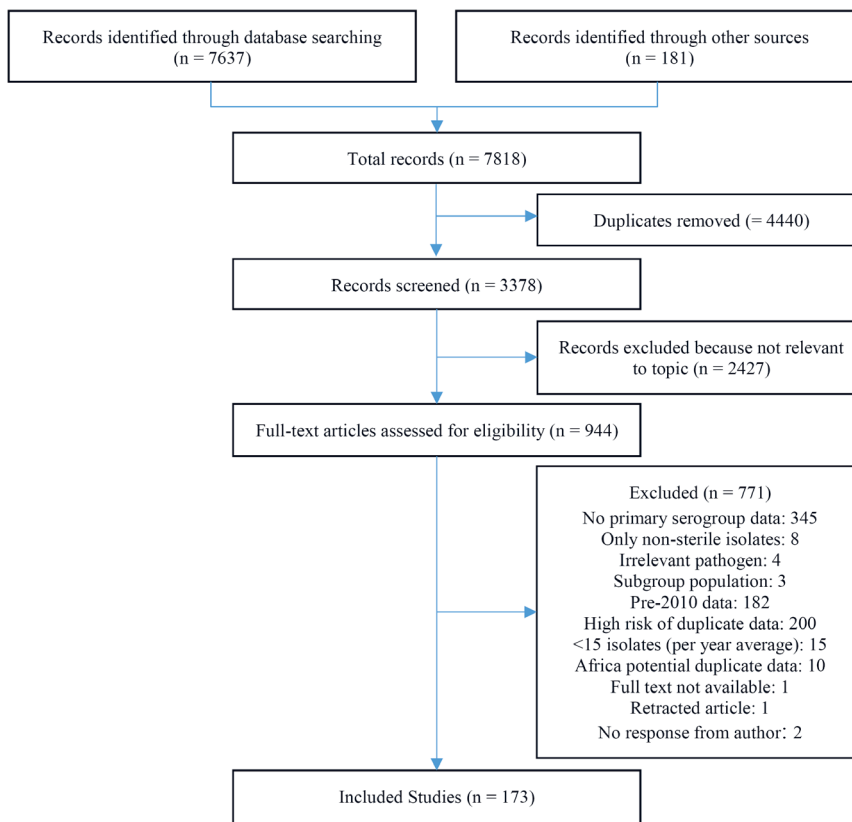 Records identified through database searching
(n = 7637)
Records identified through other sources
(n = 181)
Total records (n = 7818)
Duplicates removed (= 4440)
Records screened (n = 3378)
Records excluded because not relevant
to topic (n = 2427)
Full-text articles assessed for eligibility (n = 944)
Excluded (n = 771)
No primary serogroup data: 345
Only non-sterile isolates: 8
Irrelevant pathogen: 4
Subgroup population: 3
Pre-2010 data: 182
High risk of duplicate data: 200
<15 isolates (per year average): 15
Africa potential duplicate data: 10
Full text not available: 1
Retracted article: 1
No response from author: 2
Included Studies (n = 173)